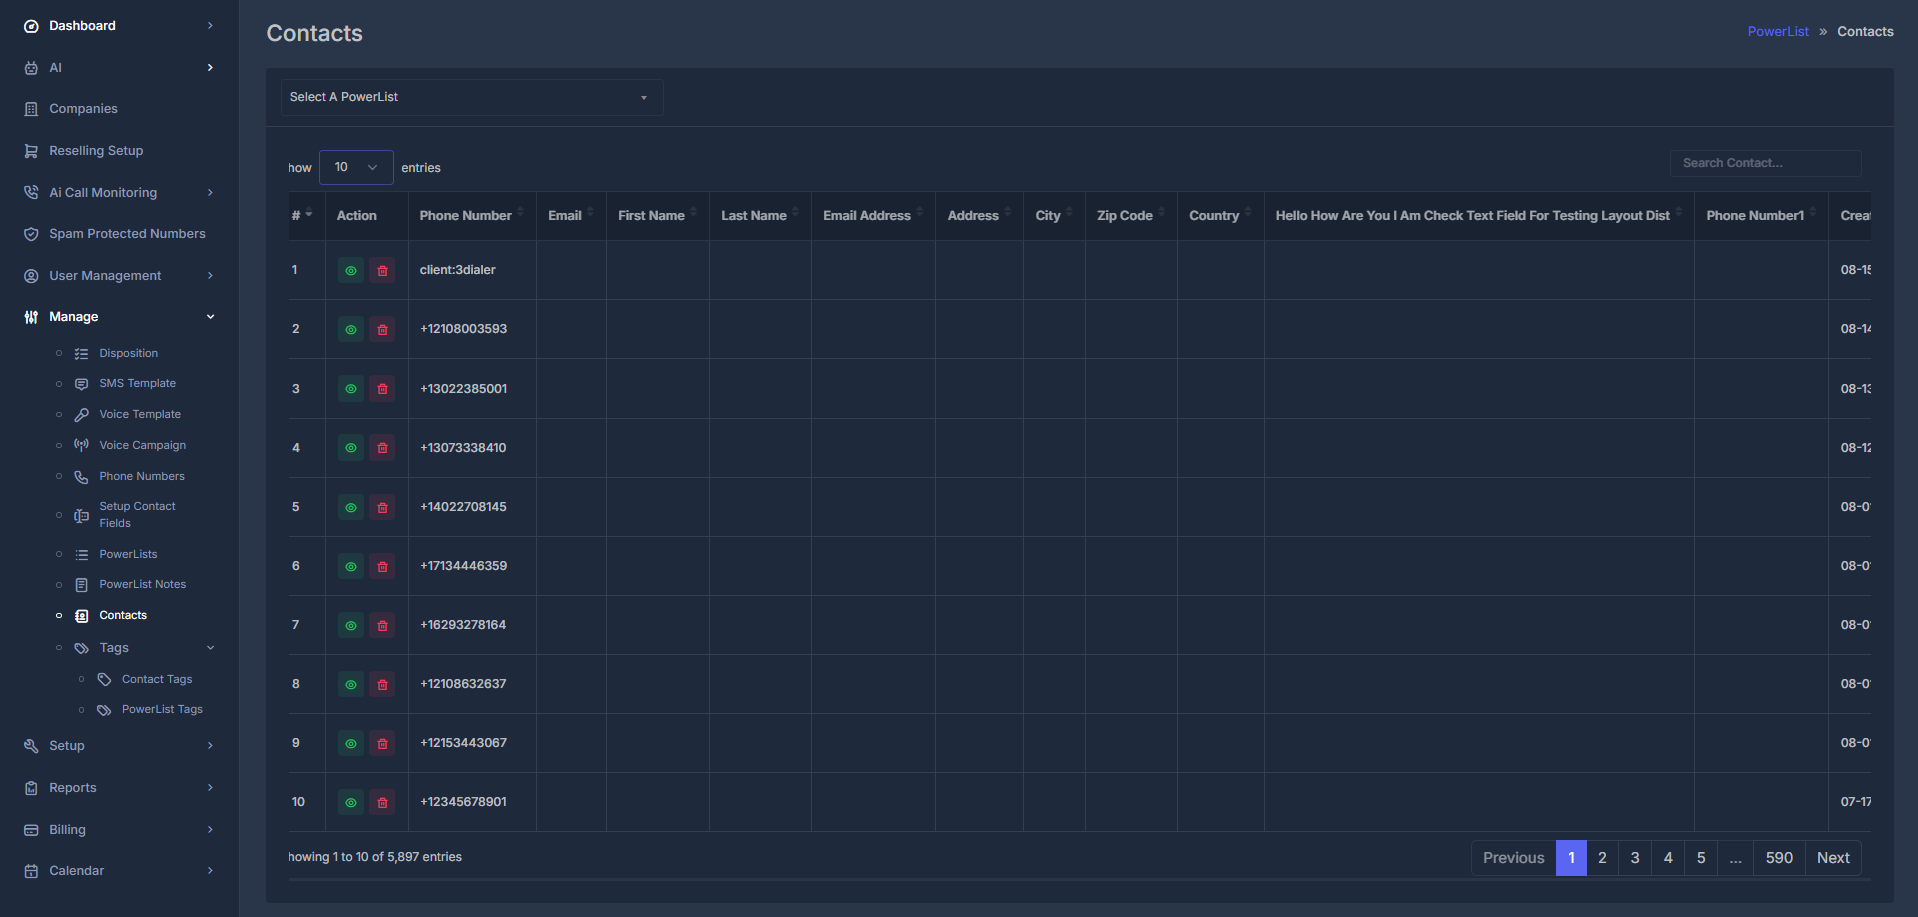 Dashboard
AI
Companies
Reselling Setup
Ai Call Monitoring
Spam Protected Numbers
User Management
Manage
Disposition
SMS Template
Voice Template
Voice Campaign
Phone Numbers
Setup Contact
Fields
PowerLists
PowerList Notes
Contacts
Tags
Contact Tags
PowerList Tags
Setup
Reports
Billing
Calendar
Contacts
PowerList » Contacts
Select A PowerList
how 10 entries
Search Contact...
# Action Phone Number Email First Name Last Name Email Address Address City Zip Code Country Hello How Are You I Am Check Text Field For Testing Layout Dist Phone Number1 Crea
1 client:3dialer 08-15
2 +12108003593 08-14
3 +13022385001 08-13
4 +13073338410 08-12
5 +14022708145 08-0
6 +17134446359 08-0
7 +16293278164 08-0
8 +12108632637 08-0
9 +12153443067 08-0
10 +12345678901 07-17
howing 1 to 10 of 5,897 entries
Previous 1 2 3 4 5 ... 590 Next